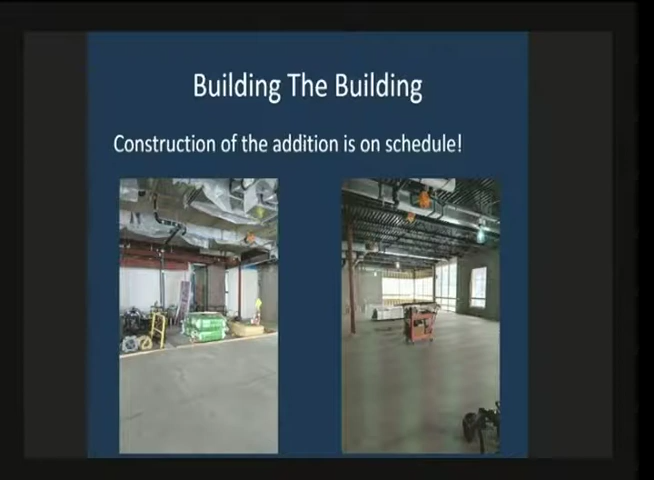 Building The Building
Construction of the addition is on schedule!